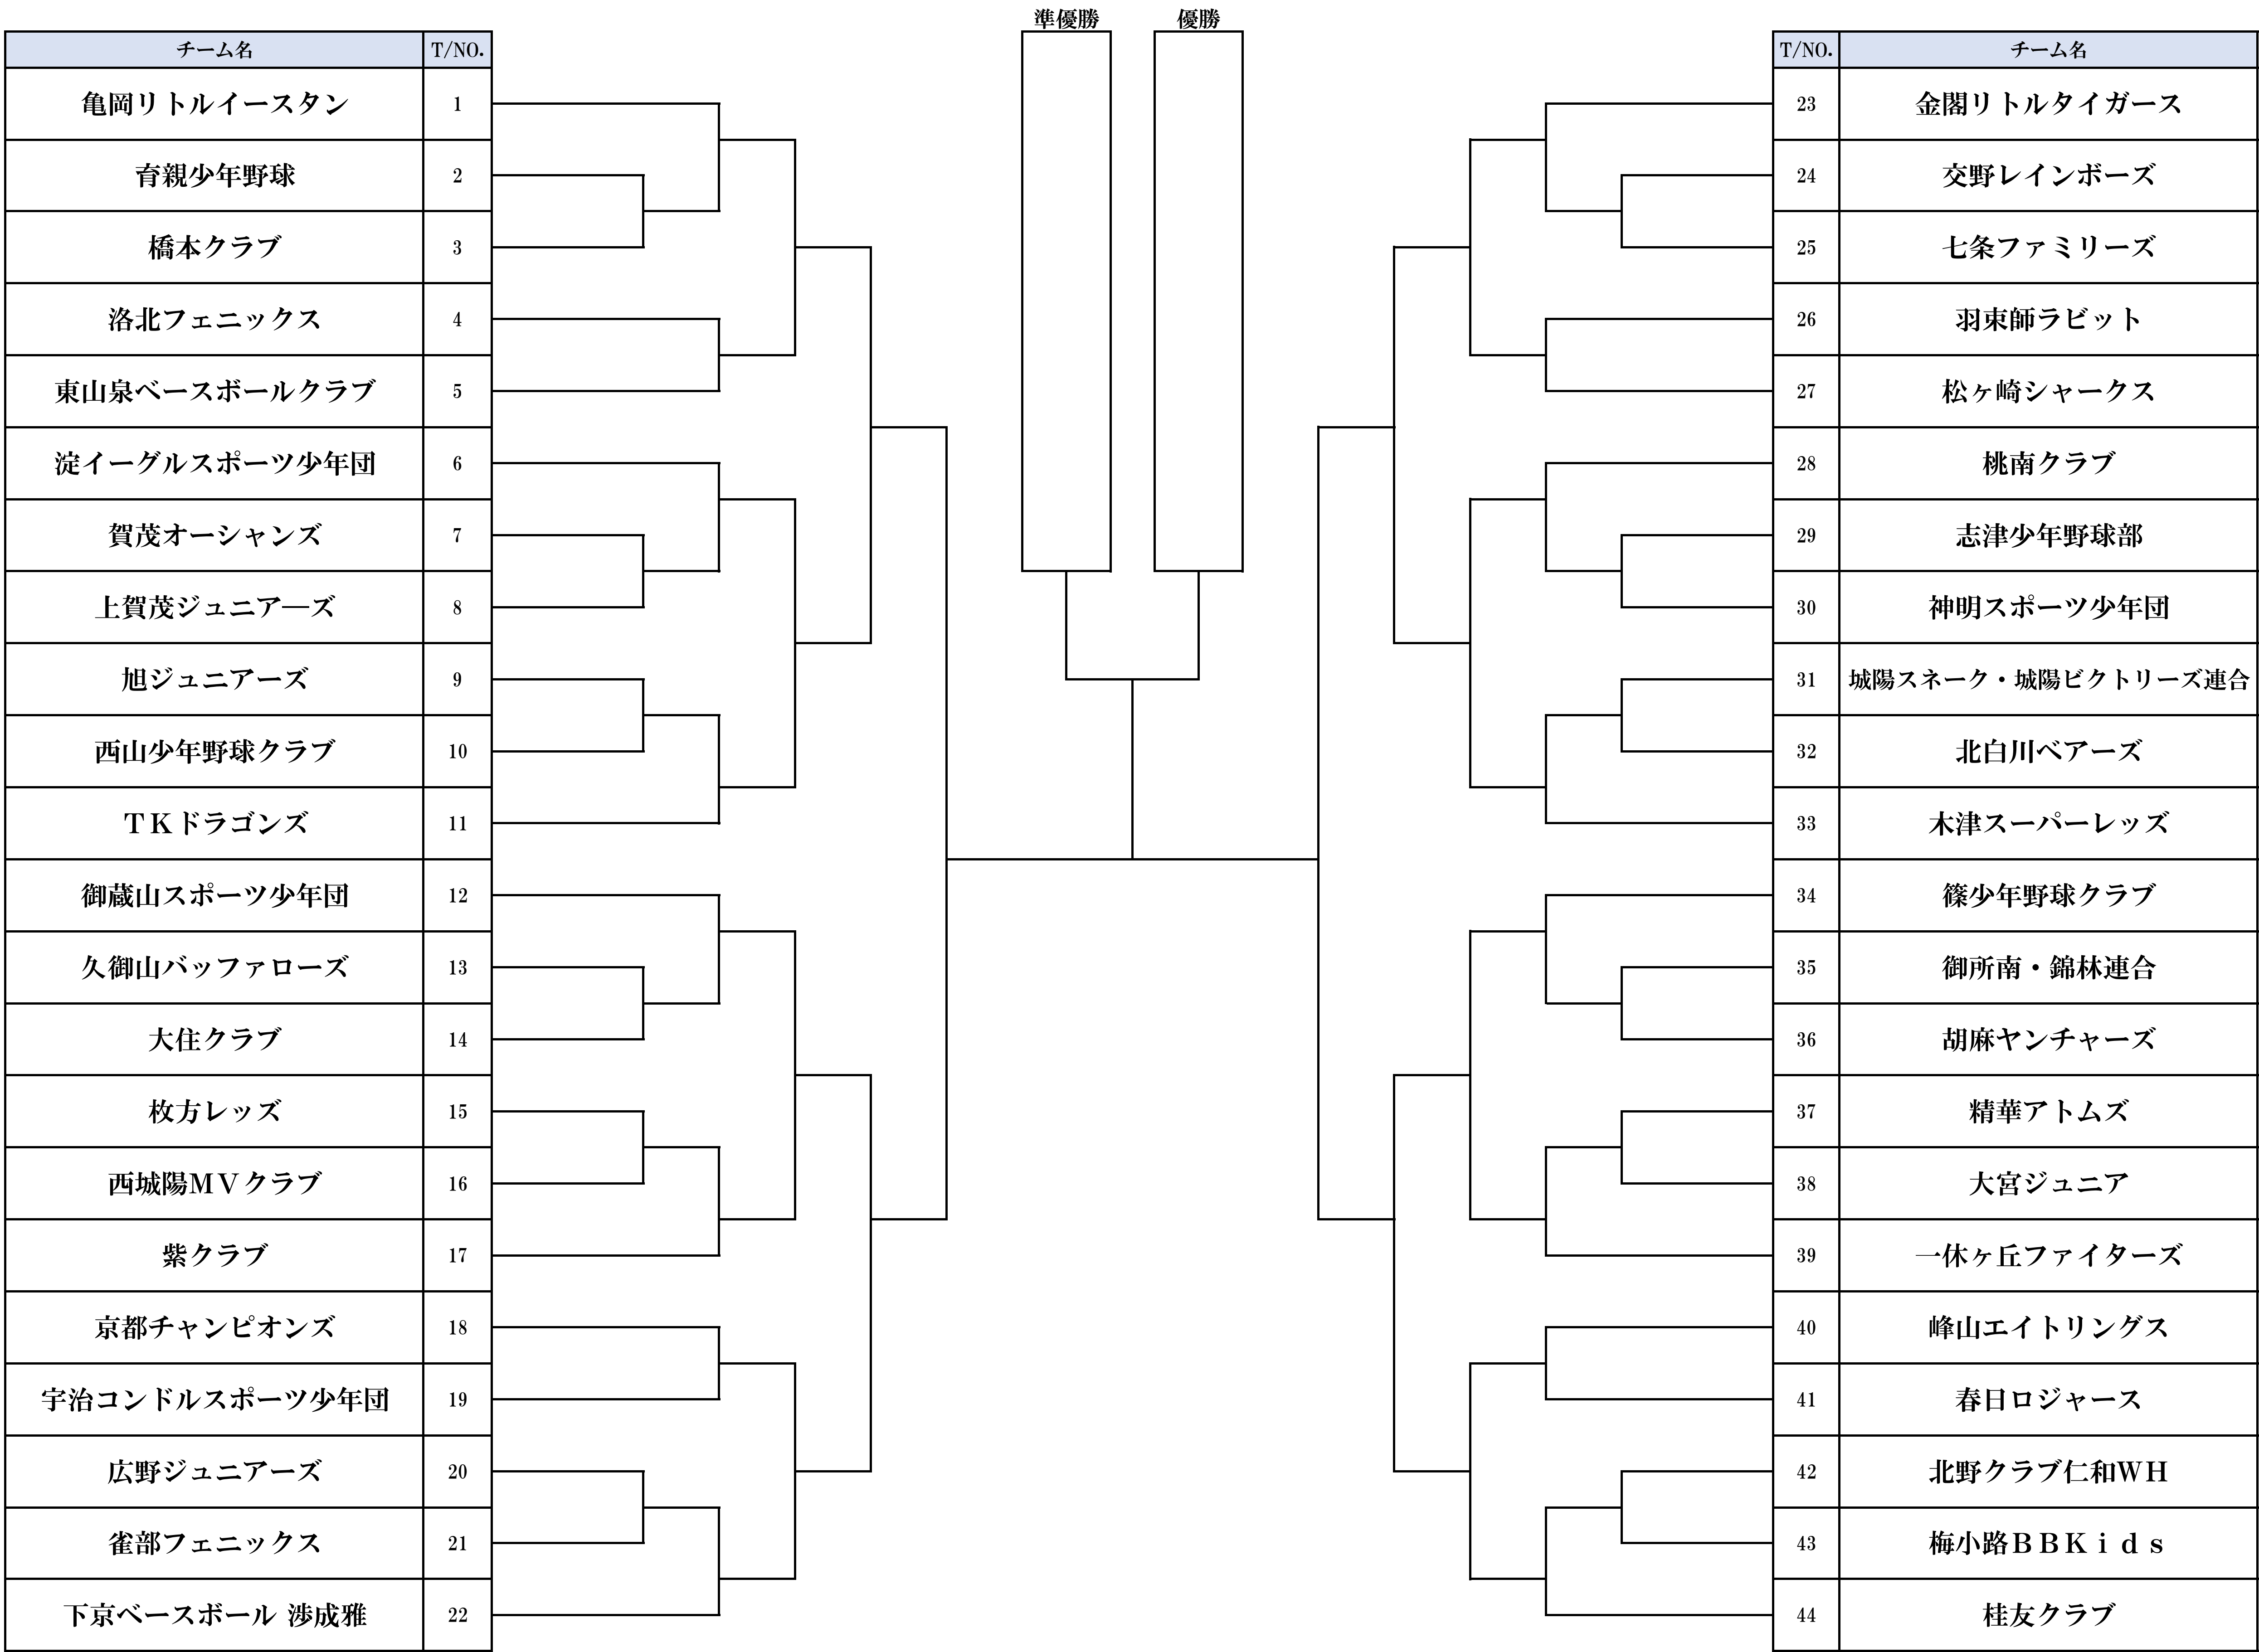 準優勝 優勝
チーム名 T/NO.
亀岡リトルイースタン 1
育親少年野球 2
橋本クラブ 3
洛北フェニックス 4
東山泉ベースボールクラブ 5
淀イーグルスポーツ少年団 6
賀茂オーシャンズ 7
上賀茂ジュニア―ズ 8
旭ジュニアーズ 9
西山少年野球クラブ 10
ＴＫドラゴンズ 11
御蔵山スポーツ少年団 12
久御山バッファローズ 13
大住クラブ 14
枚方レッズ 15
西城陽ＭＶクラブ 16
紫クラブ 17
京都チャンピオンズ 18
宇治コンドルスポーツ少年団 19
広野ジュニアーズ 20
雀部フェニックス 21
下京ベースボール 渉成雅 22
T/NO. チーム名
23 金閣リトルタイガース
24 交野レインボーズ
25 七条ファミリーズ
26 羽束師ラビット
27 松ヶ崎シャークス
28 桃南クラブ
29 志津少年野球部
30 神明スポーツ少年団
31 城陽スネーク・城陽ビクトリーズ連合
32 北白川ベアーズ
33 木津スーパーレッズ
34 篠少年野球クラブ
35 御所南・錦林連合
36 胡麻ヤンチャーズ
37 精華アトムズ
38 大宮ジュニア
39 一休ヶ丘ファイターズ
40 峰山エイトリングス
41 春日ロジャース
42 北野クラブ仁和ＷＨ
43 梅小路ＢＢＫｉｄｓ
44 桂友クラブ